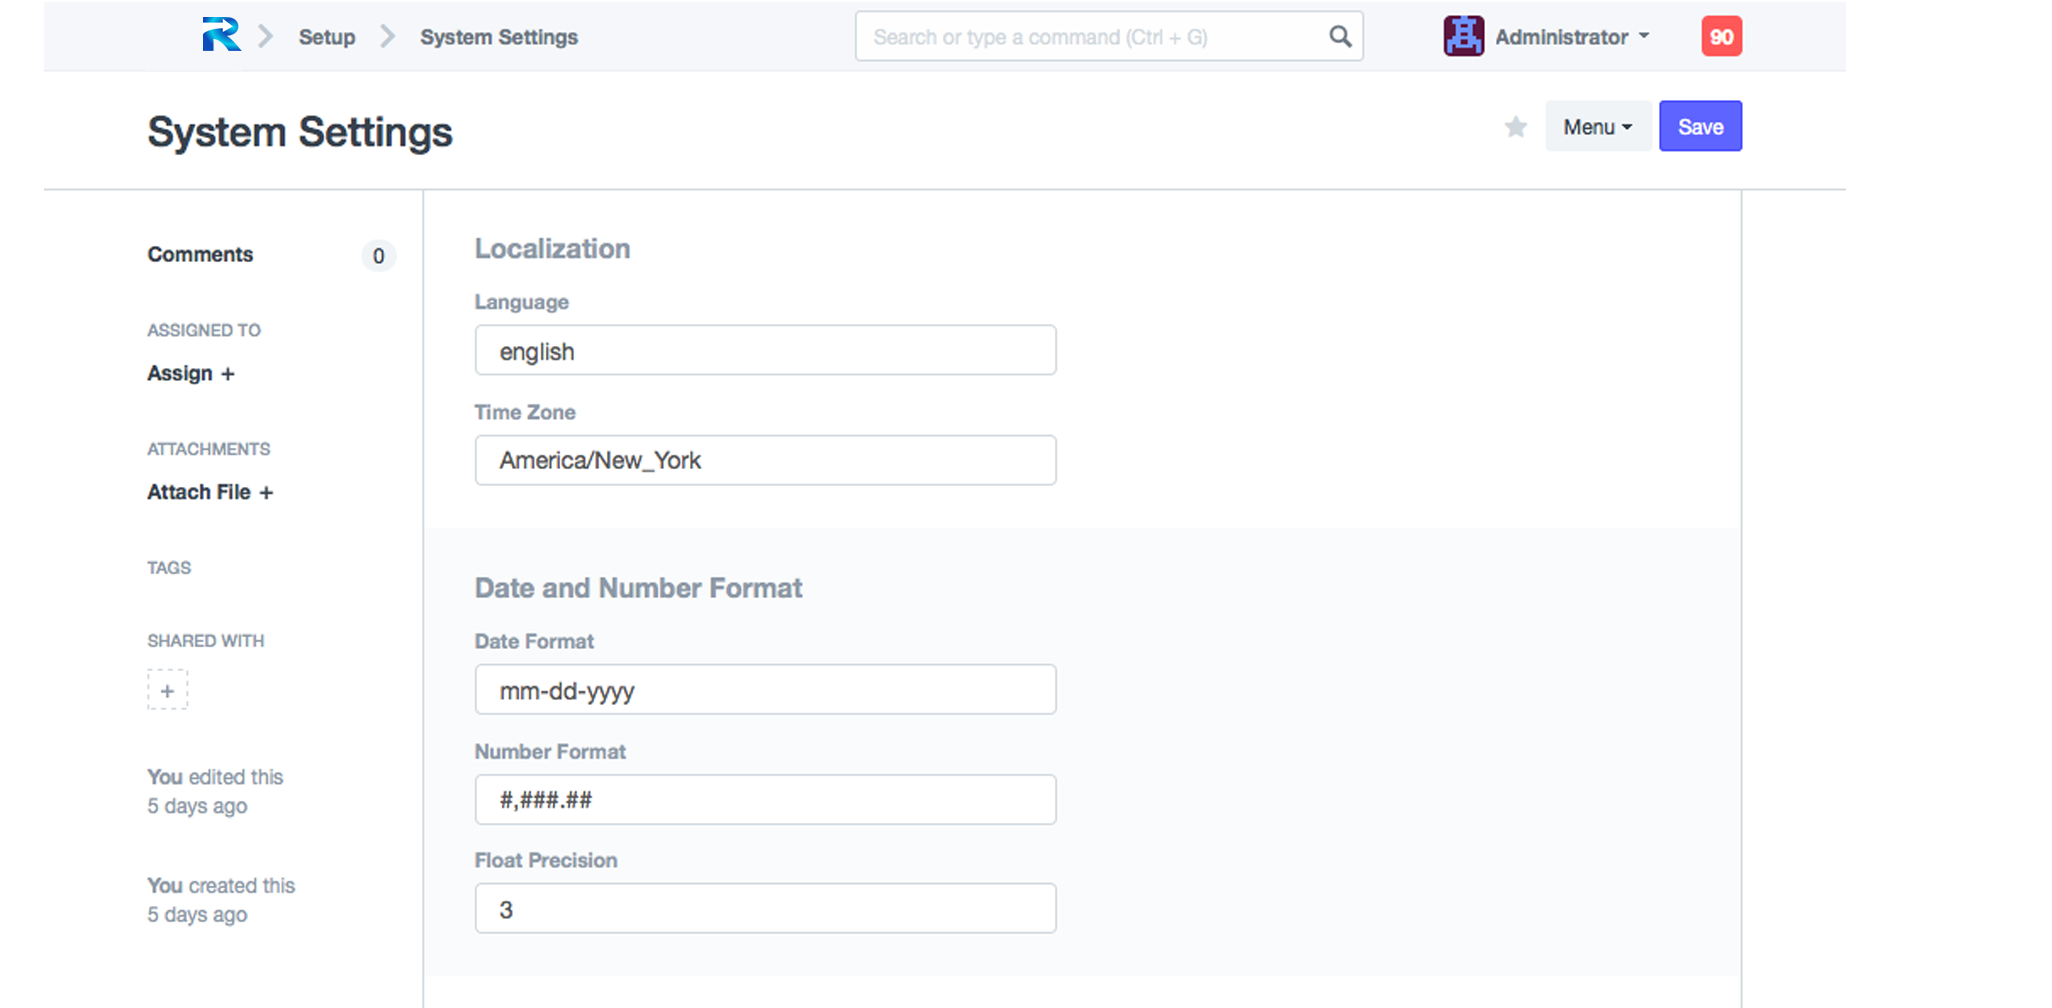 Setup
System Settings
Search or type a command (Ctrl + G)
Administrator
90
System Settings
Menu
Save
Comments
0
ASSIGNED TO
Assign +
ATTACHMENTS
Attach File +
TAGS
SHARED WITH
+
You edited this
5 days ago
You created this
5 days ago
Localization
Language
english
Time Zone
America/New_York
Date and Number Format
Date Format
mm-dd-yyyy
Number Format
#,###.##
Float Precision
3